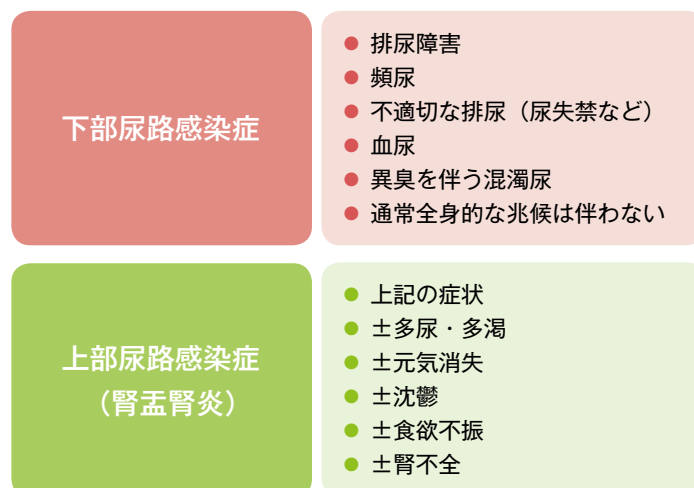 下部尿路感染症
● 排尿障害
● 頻尿
● 不適切な排尿（尿失禁など）
● 血尿
● 異臭を伴う混濁尿
● 通常全身的な兆候は伴わない
上部尿路感染症
（腎盂腎炎）
● 上記の症状
● ±多尿・多渇
● ±元気消失
● ±沈鬱
● ±食欲不振
● ±腎不全